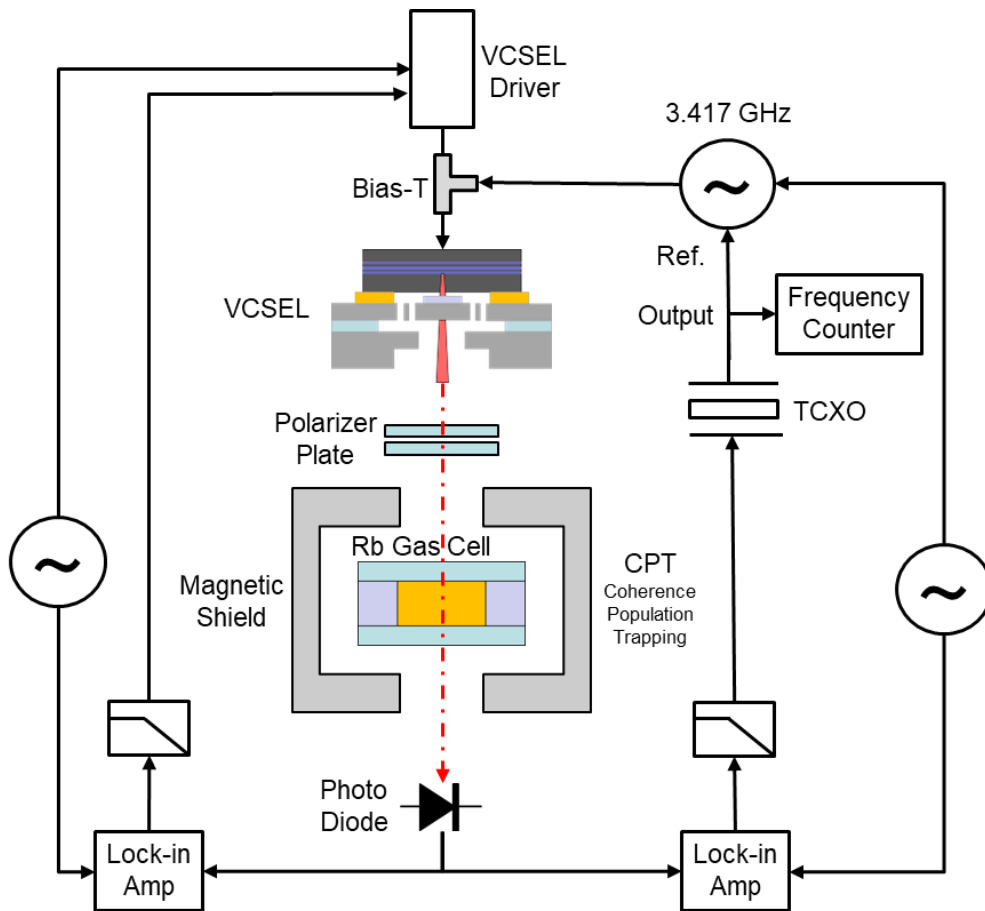 VCSEL
Driver
3.417 GHz
Bias-T
Ref.
VCSEL
Output
Frequency
Counter
TCXO
Polarizer
Plate
Rb Gas Cell
Magnetic
Shield
CPT
Coherence
Population
Trapping
Photo
Diode
Lock-in
Amp
Lock-in
Amp